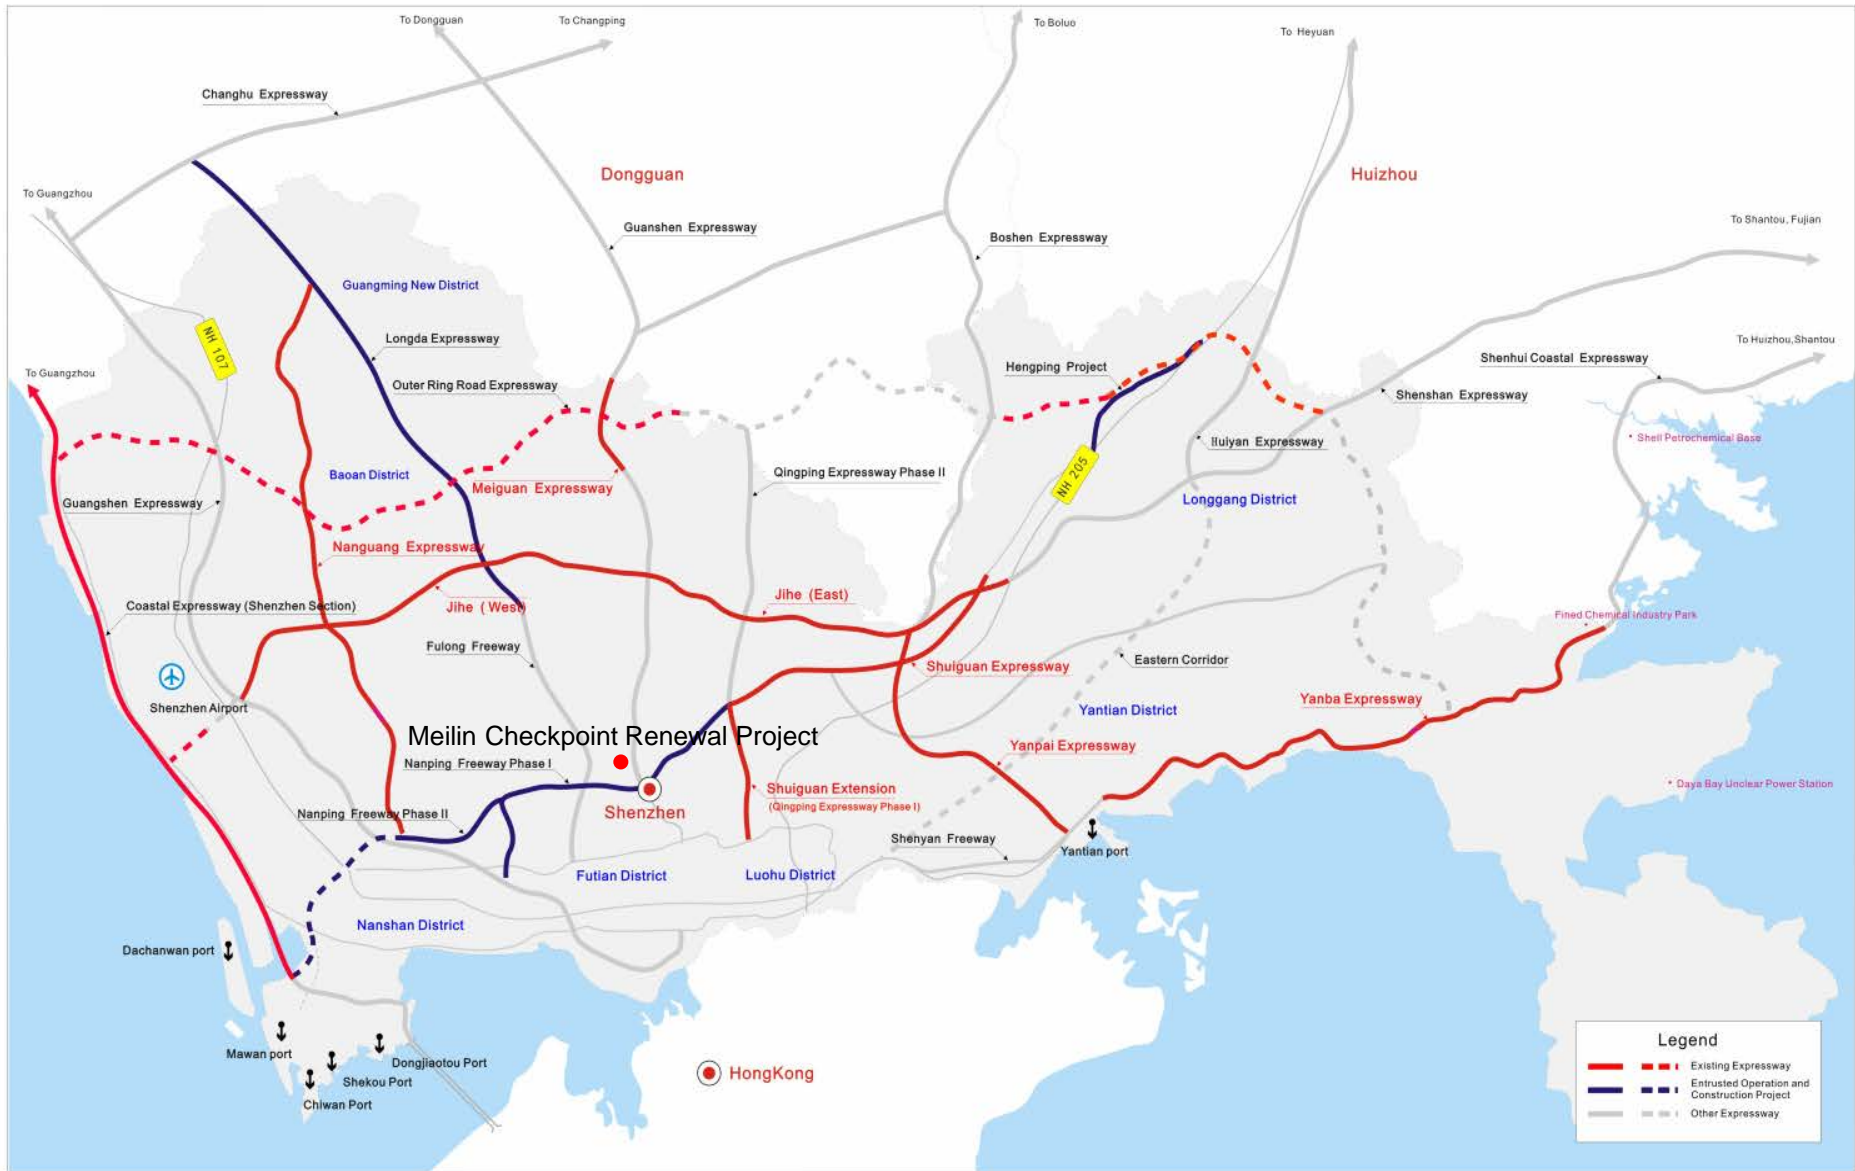 To Dongguan
To Changping
To Boluo
To Heyuan
Changhu Expressway
Dongguan
Huizhou
To Guangzhou
To Shantou, Fujian
Guanshen Expressway
Boshen Expressway
Guangming New District
NH 107
Longda Expressway
To Huizhou, Shantou
Shenhui Coastal Expressway
To Guangzhou
Outer Ring Road Expressway
Hengping Project
Shenshan Expressway
Shell Petrochemical Base
Huiyan Expressway
Baoan District
Qingping Expressway Phase II
NH 205
Meiguan Expressway
Longgang District
Guangshen Expressway
Nanguang Expressway
Coastal Expressway (Shenzhen Section)
Jihe (West)
Jihe (East)
Fined Chemical Industry Park
Fulong Freeway
Shuiguan Expressway
Eastern Corridor
Shenzhen Airport
Yantian District
Yanba Expressway
Meilin Checkpoint Renewal Project
Yanpai Expressway
Nanping Freeway Phase I
Shuiguan Extension
(Qingping Expressway Phase I)
Daya Bay Unclear Power Station
Shenzhen
Nanping Freeway Phase II
Shenyan Freeway
Yantian port
Futian District
Luohu District
Nanshan District
Dachanwan port
Mawan port
Dongjiaotou Port
Shekou Port
Chiwan Port
HongKong
Legend
Existing Expressway
Entrusted Operation and
Construction Project
Other Expressway